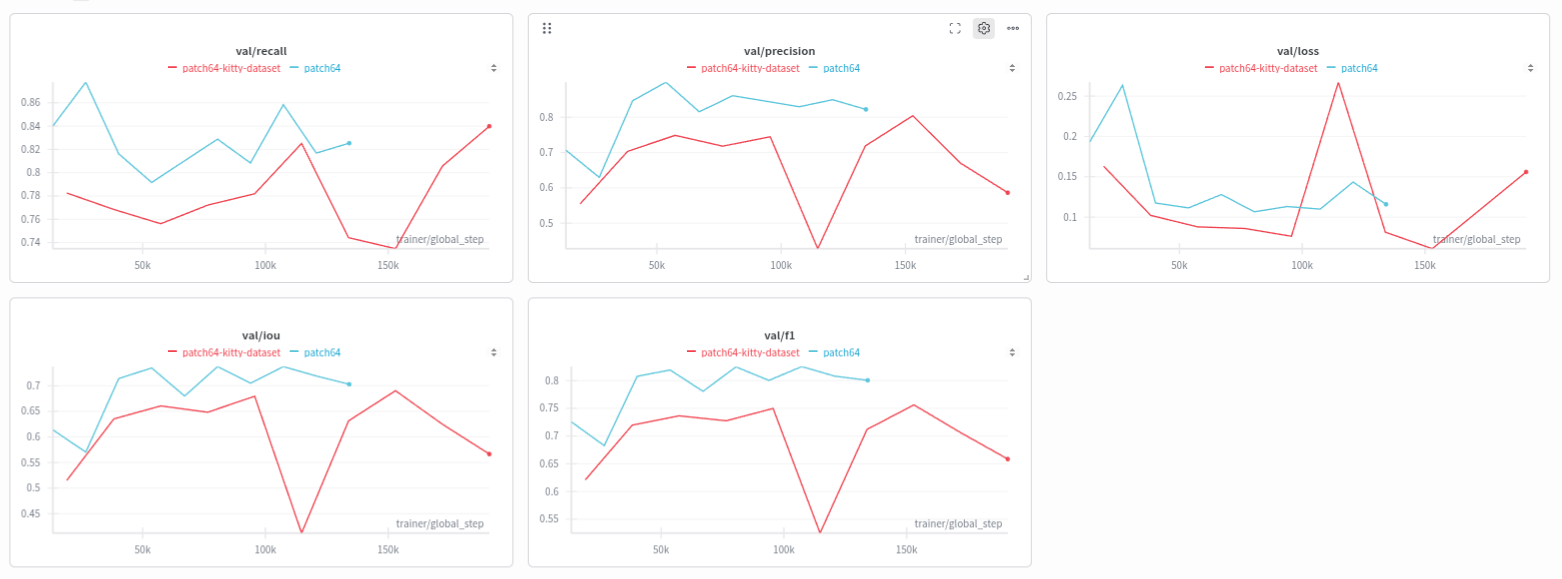 val/recall
patch64-kitty-dataset patch64
0.86
0.84
0.82
0.8
0.78
0.76
0.74
trainer/global_step
50k 100k 150k
val/precision
patch64-kitty-dataset patch64
0.8
0.7
0.6
0.5
trainer/global_step
50k 100k 150k
val/loss
patch64-kitty-dataset patch64
0.25
0.2
0.15
0.1
trainer/global_step
50k 100k 150k
val/iou
patch64-kitty-dataset patch64
0.7
0.65
0.6
0.55
0.5
0.45
trainer/global_step
50k 100k 150k
val/f1
patch64-kitty-dataset patch64
0.8
0.75
0.7
0.65
0.6
0.55
trainer/global_step
50k 100k 150k